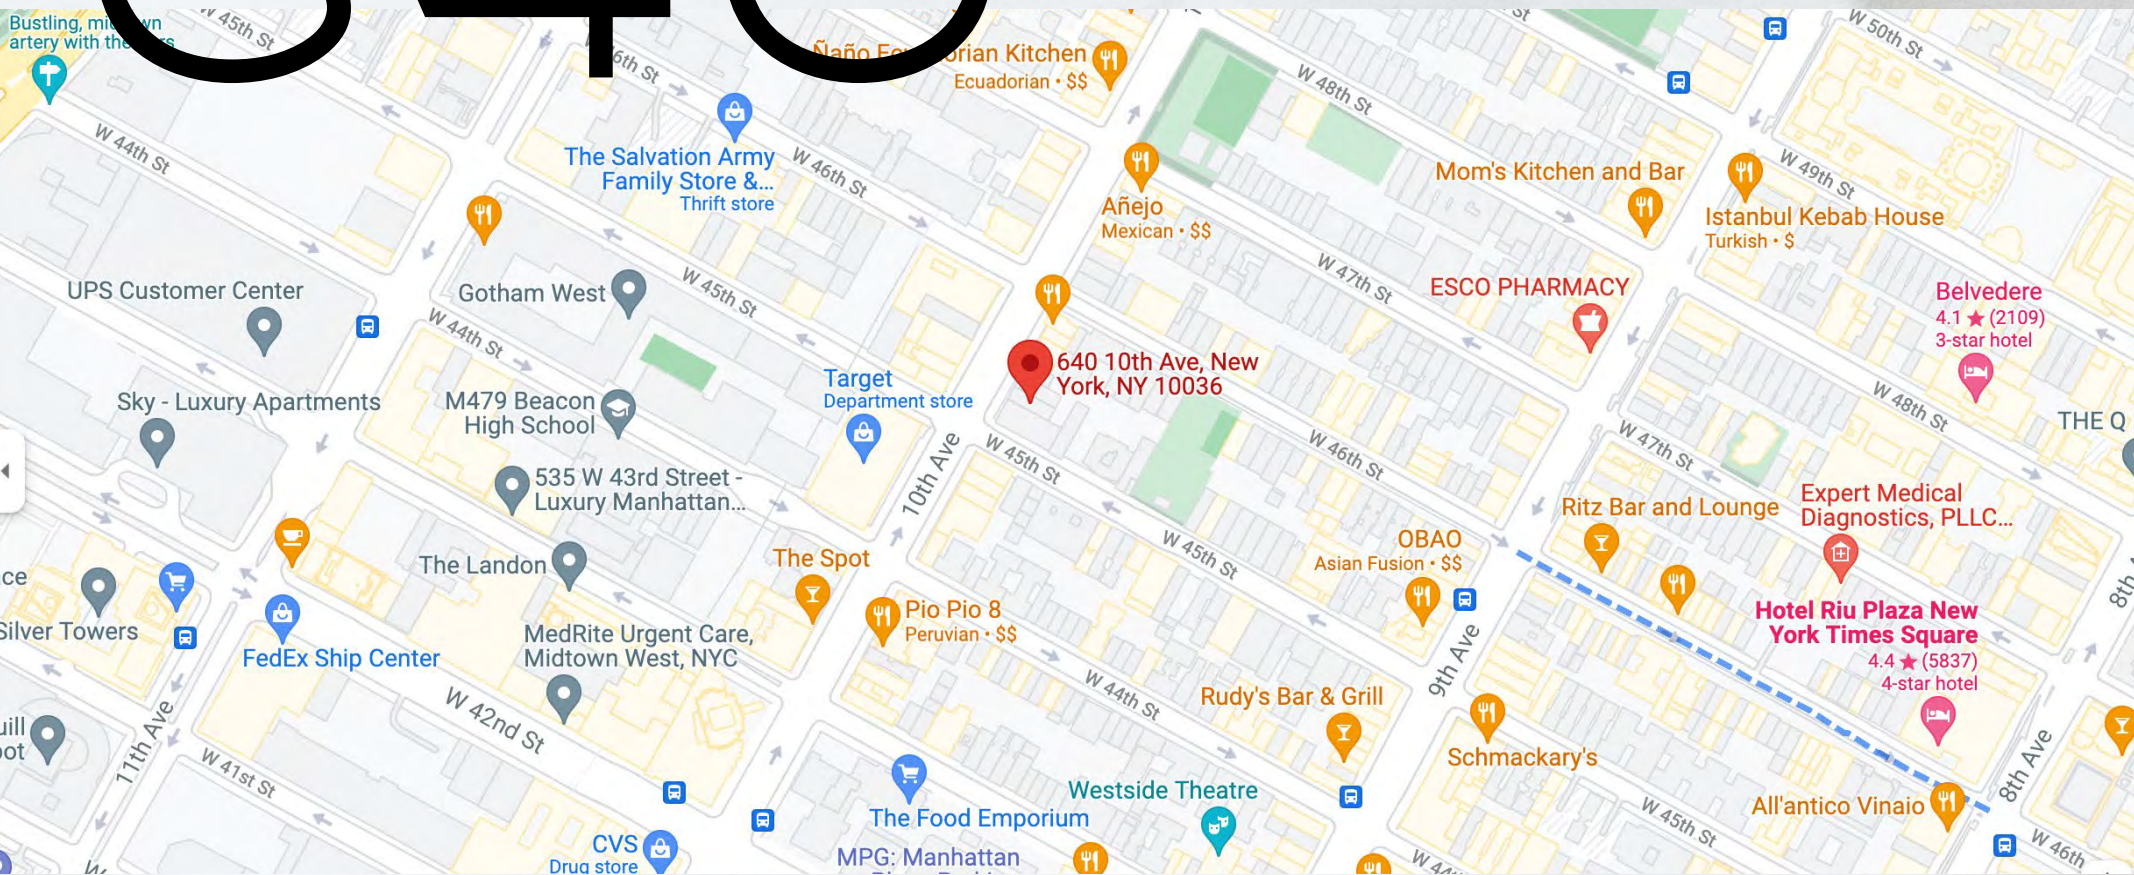 Bustling,
artery with the
W 45th St
6th St
Ñaño Ecuadorian Kitchen
Ecuadorian • $$
St
W 50th St
W 44th St
The Salvation Army
Family Store &...
Thrift store
W 46th St
W 48th St
Añejo
Mexican • $$
Mom's Kitchen and Bar
W 49th St
Istanbul Kebab House
Turkish • $
UPS Customer Center
Gotham West
W 45th St
W 47th St
ESCO PHARMACY
Belvedere
4.1 ★ (2109)
3-star hotel
W 44th St
640 10th Ave, New
York, NY 10036
Target
Department store
Sky - Luxury Apartments
M479 Beacon
High School
W 48th St
THE Q
10th Ave
W 45th St
W 46th St
W 47th St
535 W 43rd Street -
Luxury Manhattan...
Ritz Bar and Lounge
Expert Medical
Diagnostics, PLLC...
The Landon
The Spot
W 45th St
OBAO
Asian Fusion • $$
8th
ce
Silver Towers
Pio Pio 8
Peruvian • $$
Hotel Riu Plaza New
York Times Square
4.4 ★ (5837)
4-star hotel
FedEx Ship Center
MedRite Urgent Care,
Midtown West, NYC
9th Ave
W 44th St
Rudy's Bar & Grill
W 42nd St
uill
ot
11th Ave
W 41st St
Schmackary's
8th Ave
The Food Emporium
Westside Theatre
All'antico Vinaio
W 45th St
CVS
Drug store
MPG: Manhattan
W 44th
W 46th
W